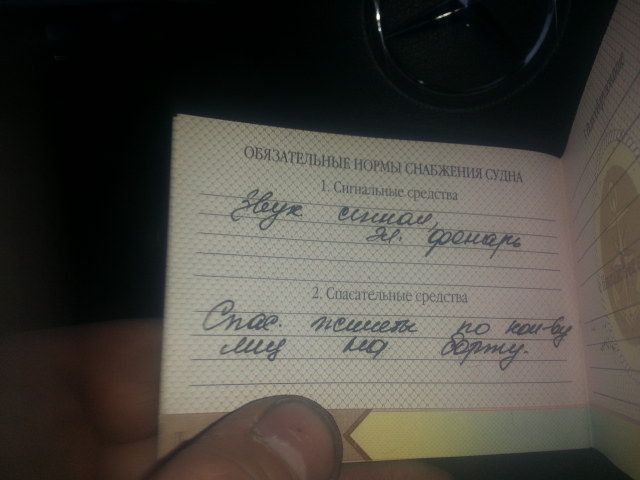 ОБЯЗАТЕЛЬНЫЕ НОРМЫ СНАБЖЕНИЯ СУДНА
1. Сигнальные средства
Звук сигнал,
эл. фонарь
2. Спасательные средства
Спас. жилеты по кол-ву
лиц на борту.